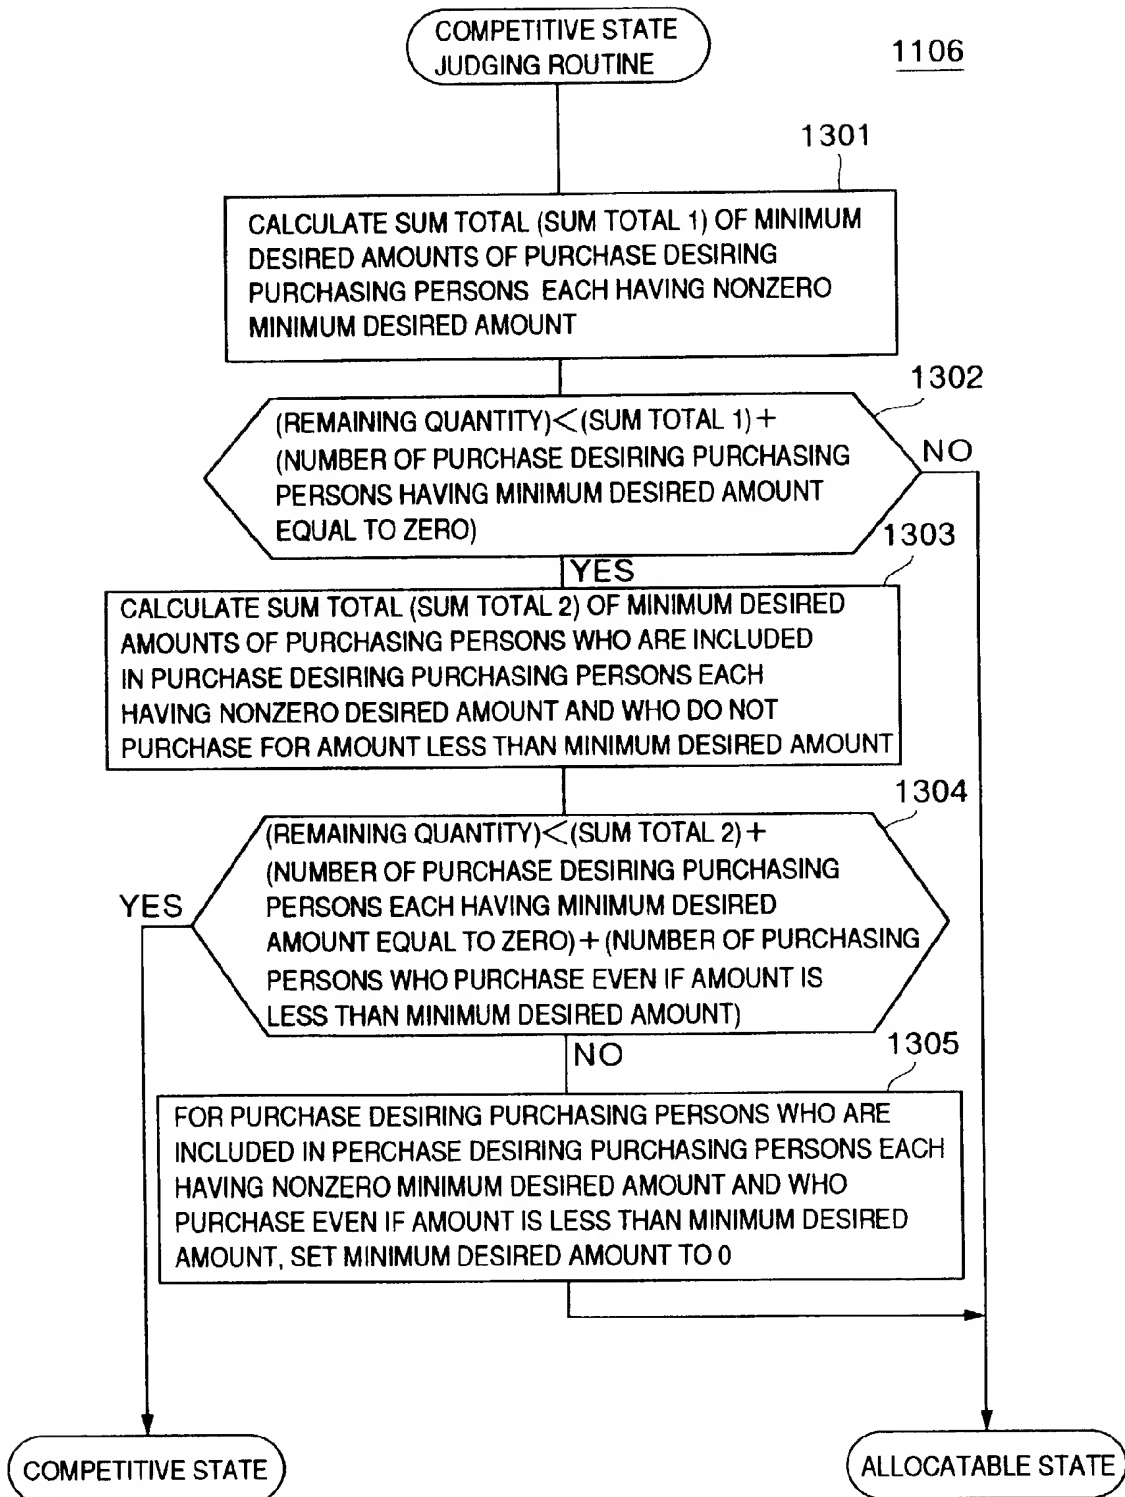 COMPETITIVE STATE
JUDGING ROUTINE
1106
1301
CALCULATE SUM TOTAL (SUM TOTAL 1) OF MINIMUM
DESIRED AMOUNTS OF PURCHASE DESIRING
PURCHASING PERSONS EACH HAVING NONZERO
MINIMUM DESIRED AMOUNT
1302
(REMAINING QUANTITY)<(SUM TOTAL 1)+
(NUMBER OF PURCHASE DESIRING PURCHASING
PERSONS HAVING MINIMUM DESIRED AMOUNT
EQUAL TO ZERO)
NO
YES
1303
CALCULATE SUM TOTAL (SUM TOTAL 2) OF MINIMUM DESIRED
AMOUNTS OF PURCHASING PERSONS WHO ARE INCLUDED
IN PURCHASE DESIRING PURCHASING PERSONS EACH
HAVING NONZERO DESIRED AMOUNT AND WHO DO NOT
PURCHASE FOR AMOUNT LESS THAN MINIMUM DESIRED AMOUNT
1304
(REMAINING QUANTITY)<(SUM TOTAL 2)+
(NUMBER OF PURCHASE DESIRING PURCHASING
PERSONS EACH HAVING MINIMUM DESIRED
AMOUNT EQUAL TO ZERO)+(NUMBER OF PURCHASING
PERSONS WHO PURCHASE EVEN IF AMOUNT IS
LESS THAN MINIMUM DESIRED AMOUNT)
YES
NO
1305
FOR PURCHASE DESIRING PURCHASING PERSONS WHO ARE
INCLUDED IN PERCHASE DESIRING PURCHASING PERSONS EACH
HAVING NONZERO MINIMUM DESIRED AMOUNT AND WHO
PURCHASE EVEN IF AMOUNT IS LESS THAN MINIMUM DESIRED
AMOUNT, SET MINIMUM DESIRED AMOUNT TO 0
COMPETITIVE STATE
ALLOCATABLE STATE